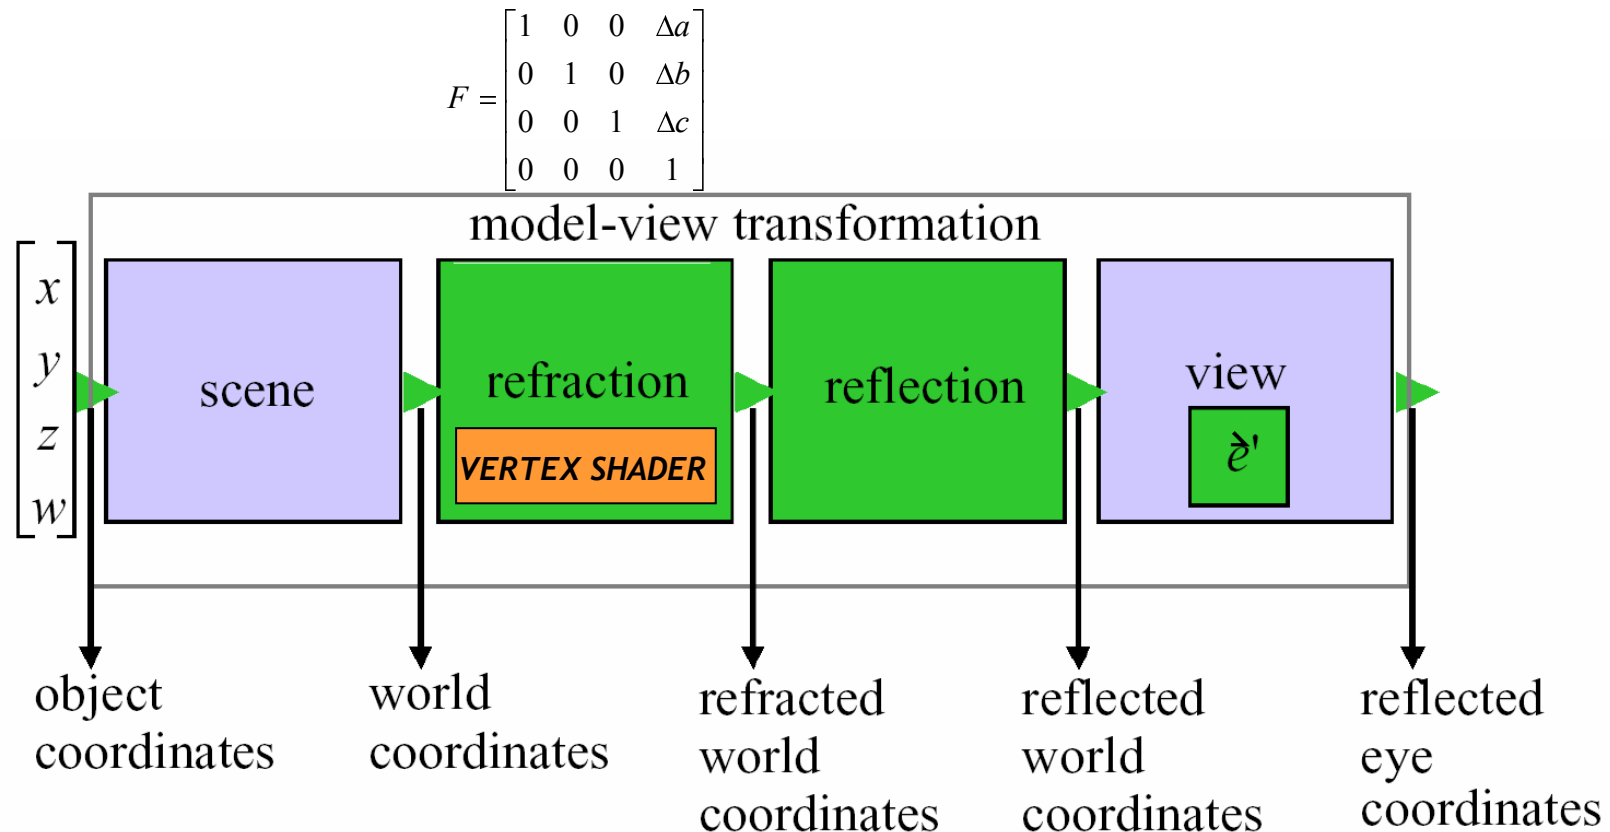 F = [1 0 0 Δa
0 1 0 Δb
0 0 1 Δc
0 0 0 1]
model-view transformation
x
y
z
w
scene
refraction
VERTEX SHADER
reflection
view
e⃗'
object
coordinates
world
coordinates
refracted
world
coordinates
reflected
world
coordinates
reflected
eye
coordinates